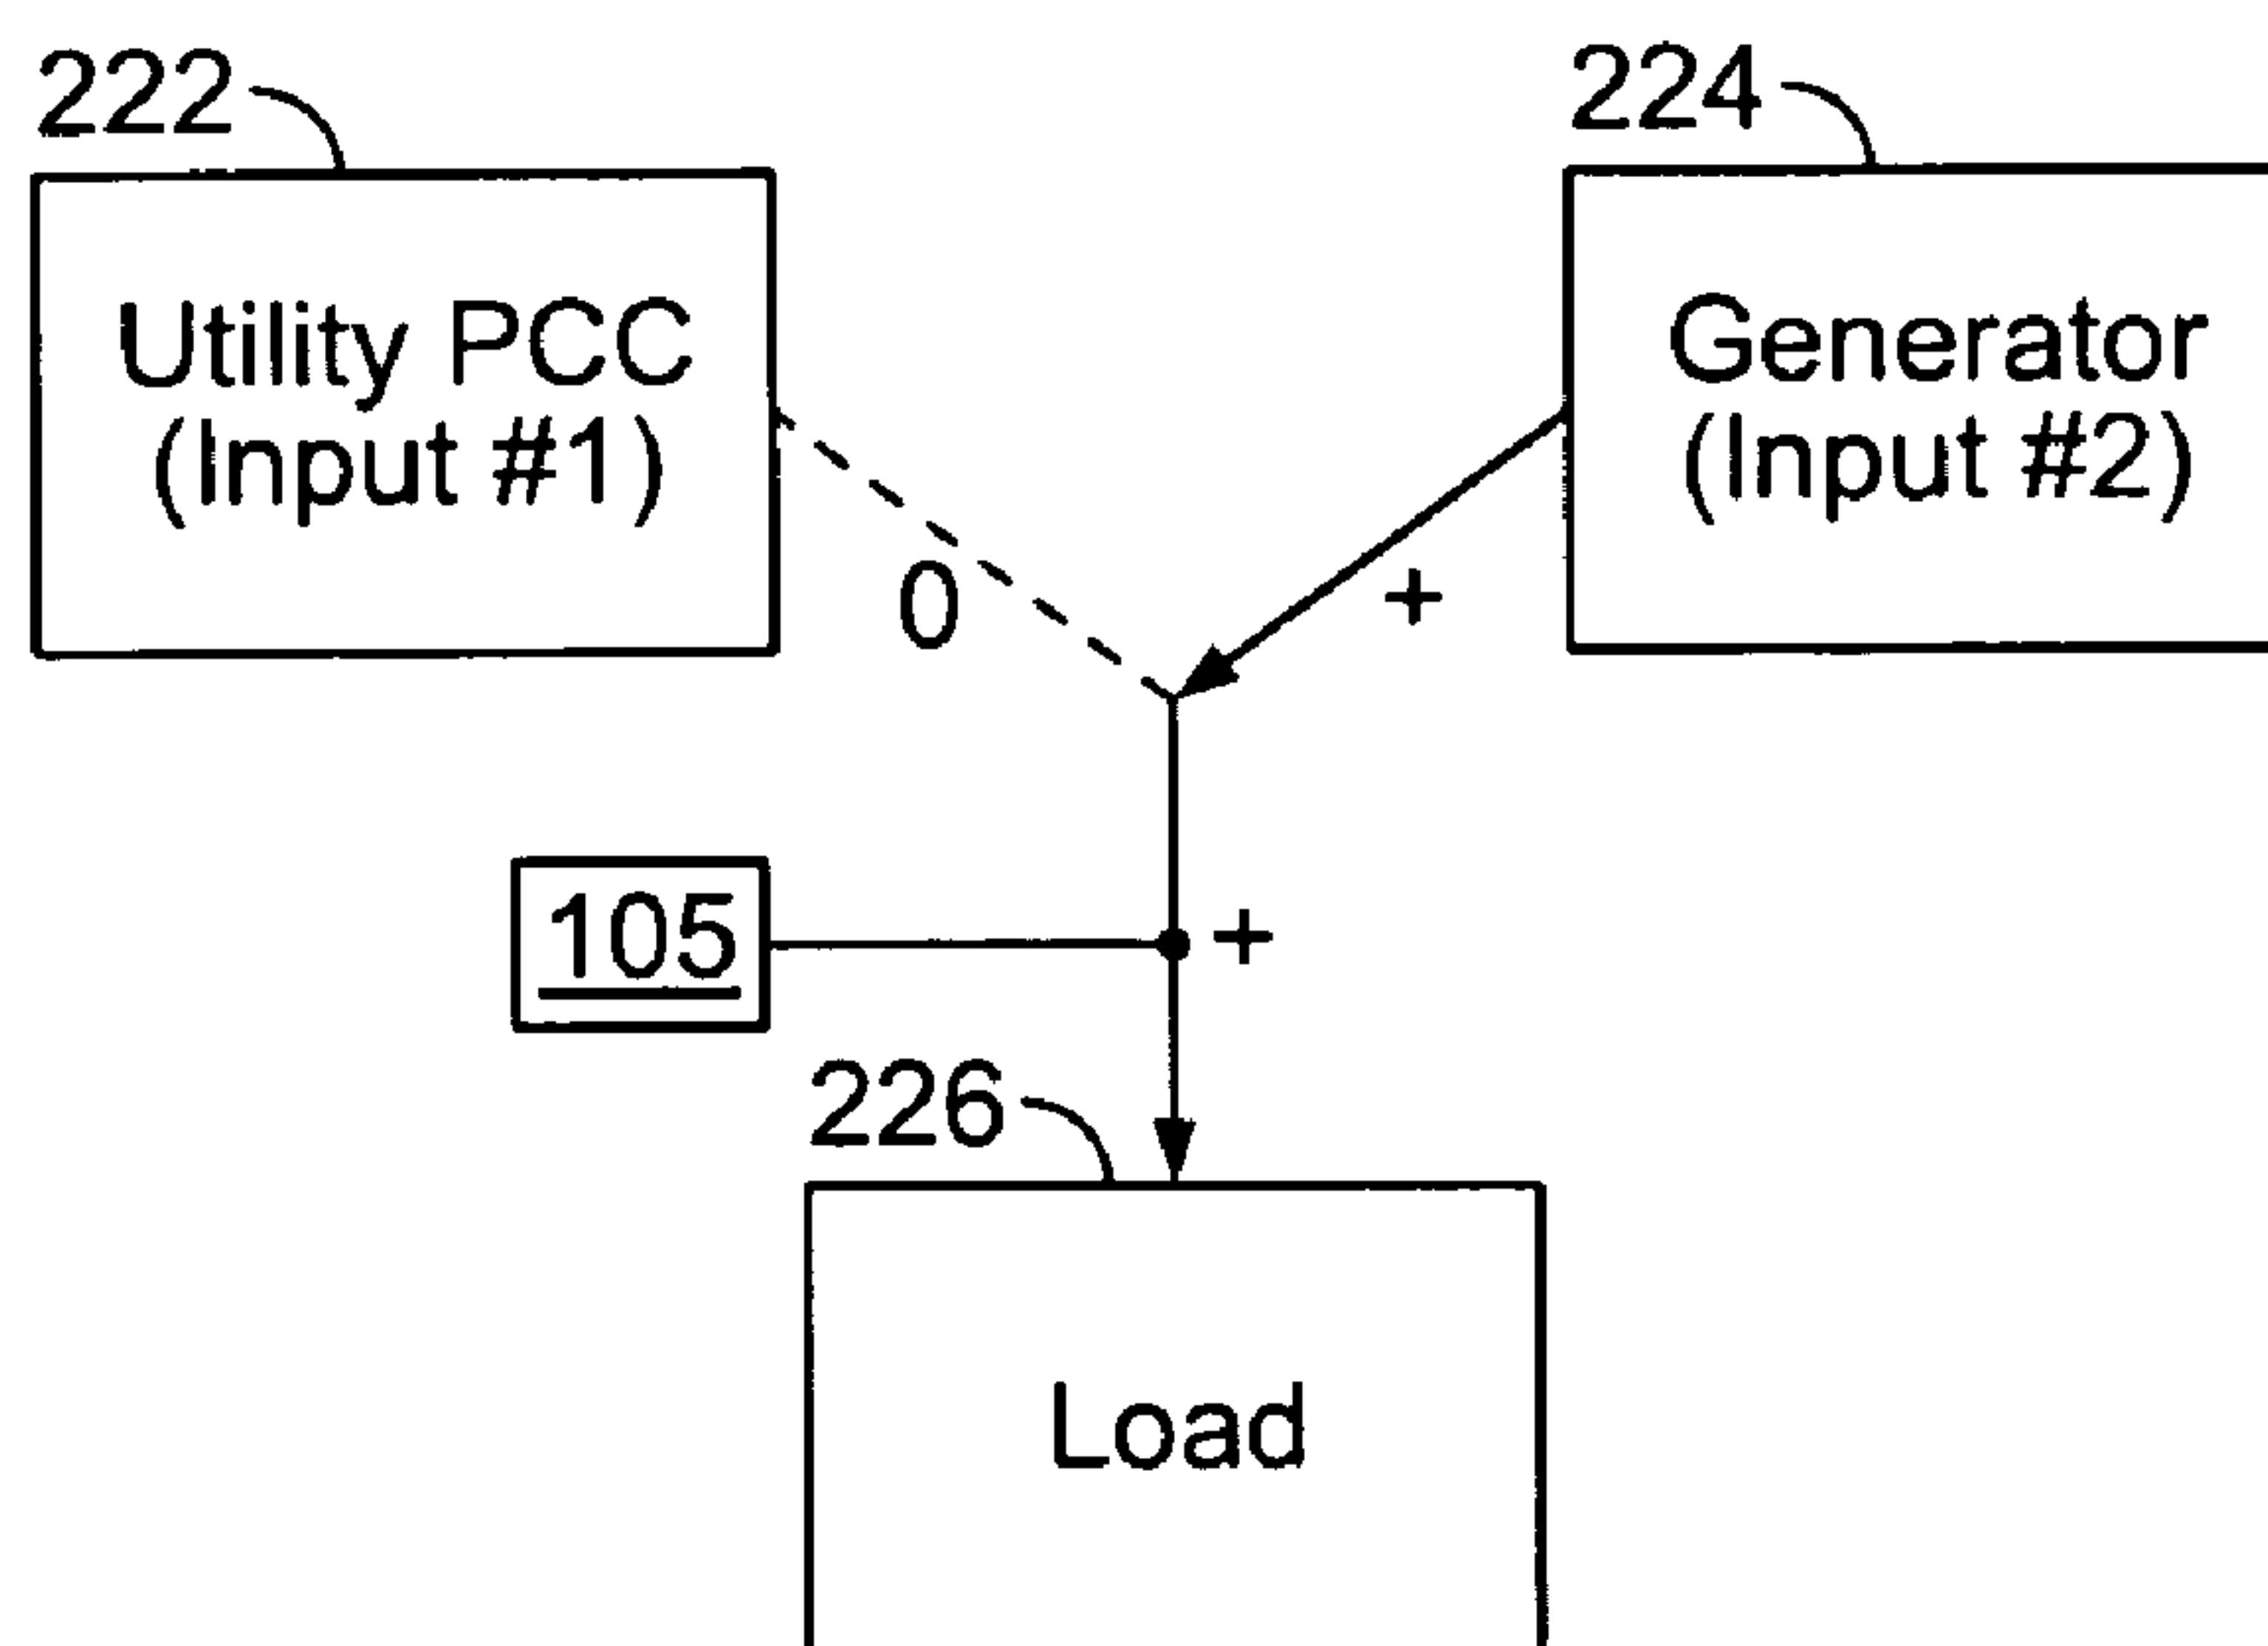 222
224
Utility PCC
(Input #1)
Generator
(Input #2)
0
+
105
+
226
Load